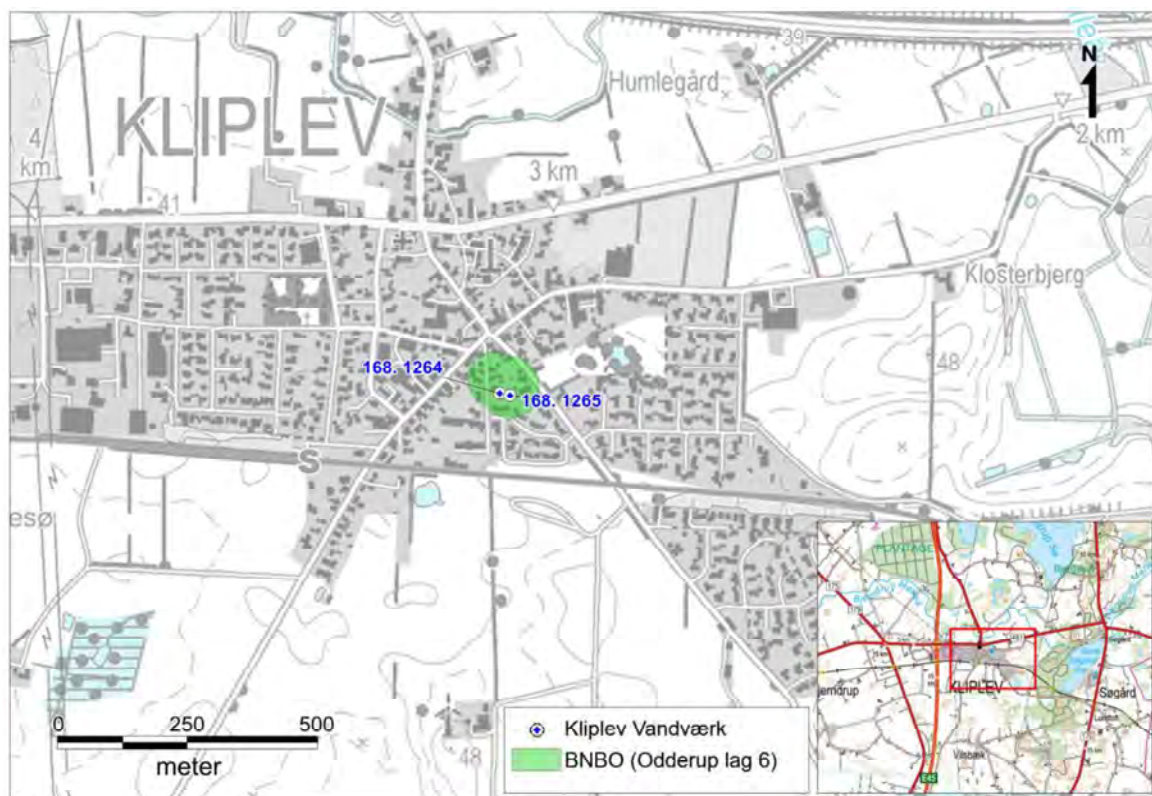 N
39
Humlegård
KLIPLEV
4
km
2 km
3 km
41
Klosterbjerg
48
168. 1264
168. 1265
S
esø
48
0 250 500
meter
Kliplev Vandværk
BNBO (Odderup lag 6)
PLANTAGE
KLIPLEV
Søgård
E45